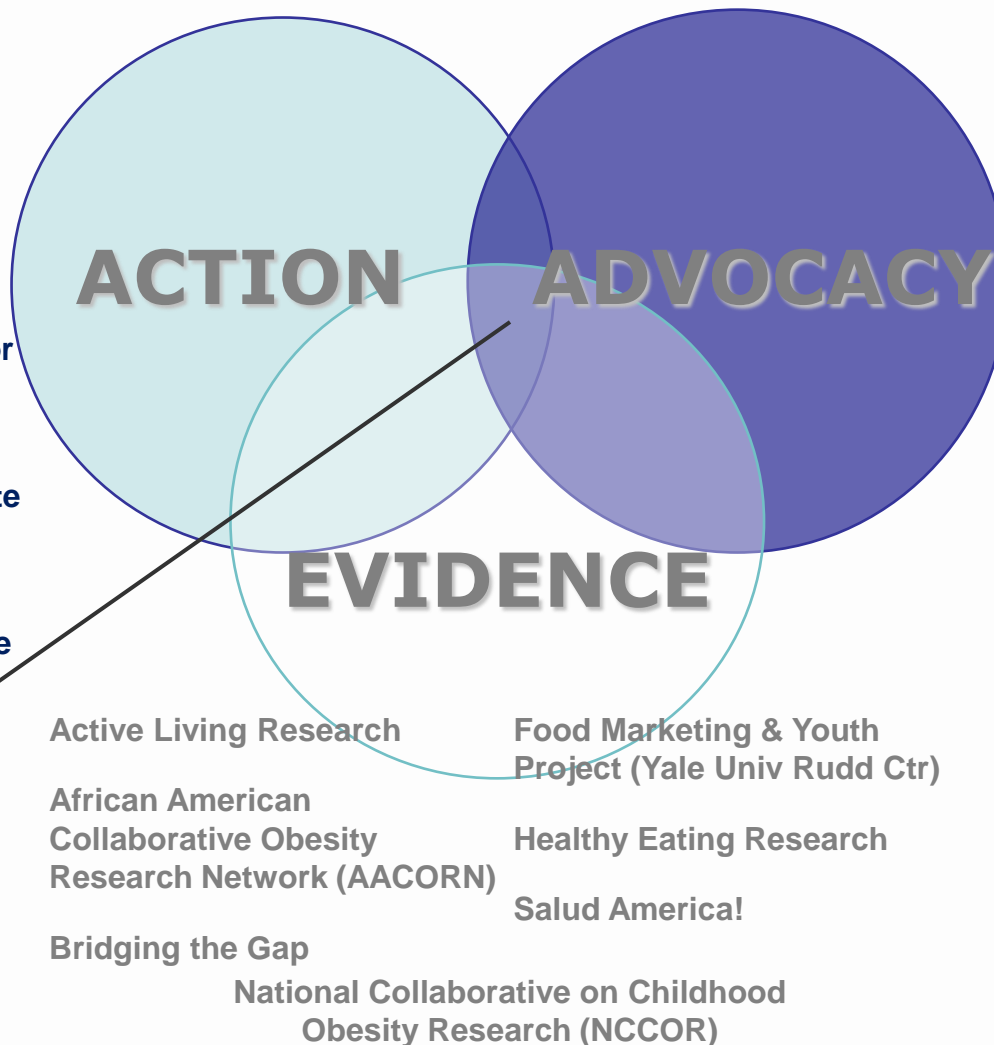 ACTION
ADVOCACY
EVIDENCE
Active Living Research
African American
Collaborative Obesity
Research Network (AACORN)
Bridging the Gap
Food Marketing & Youth
Project (Yale Univ Rudd Ctr)
Healthy Eating Research
Salud America!
National Collaborative on Childhood
Obesity Research (NCCOR)